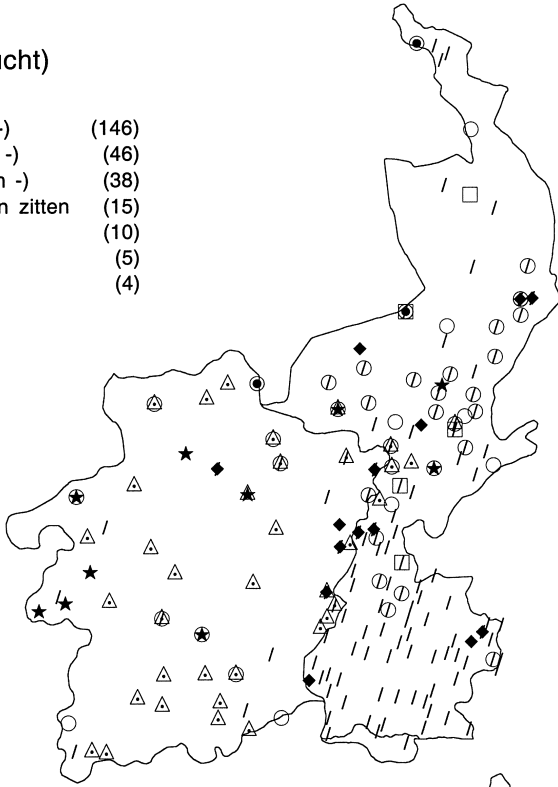 ucht)
-) (146)
-) (46)
n -) (38)
n zitten (15)
(10)
(5)
(4)